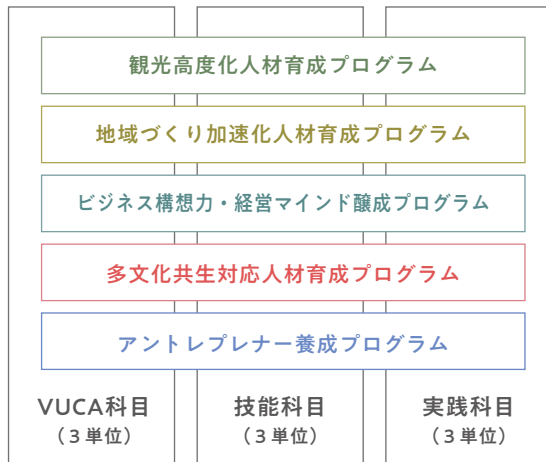 観光高度化人材育成プログラム
地域づくり加速化人材育成プログラム
ビジネス構想力・経営マインド醸成プログラム
多文化共生対応人材育成プログラム
アントレプレナー養成プログラム
VUCA科目
（3単位）
技能科目
（3単位）
実践科目
（3単位）